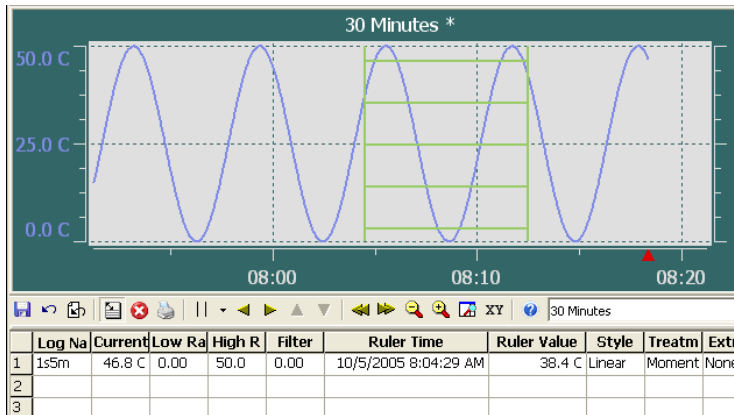 30 Minutes *
50.0 C
25.0 C
0.0 C
08:00 08:10 08:20
XY 30 Minutes
Log Na Current Low Ra High R Filter Ruler Time Ruler Value Style Treatm Extr
1 1s5m 46.8 C 0.00 50.0 0.00 10/5/2005 8:04:29 AM 38.4 C Linear Moment None
2
3